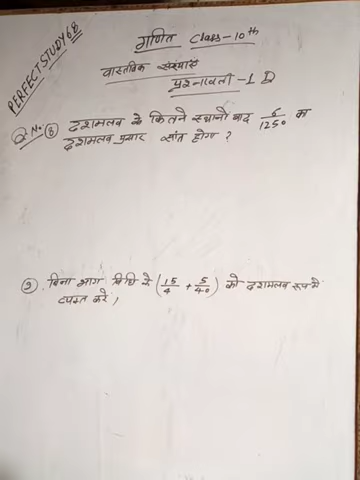 PERFECT STUDY 68
गणित Class-10th
वास्तविक संख्याएं
प्रश्नावली -1 D
Q.No. 8 दशमलव के कितने स्थानो बाद 6/1250 का
दशमलव प्रसार सांत होगा ?
9. बिना भाग विधि से (15/4 + 5/40) को दशमलव रूप मे
व्यक्त करे,